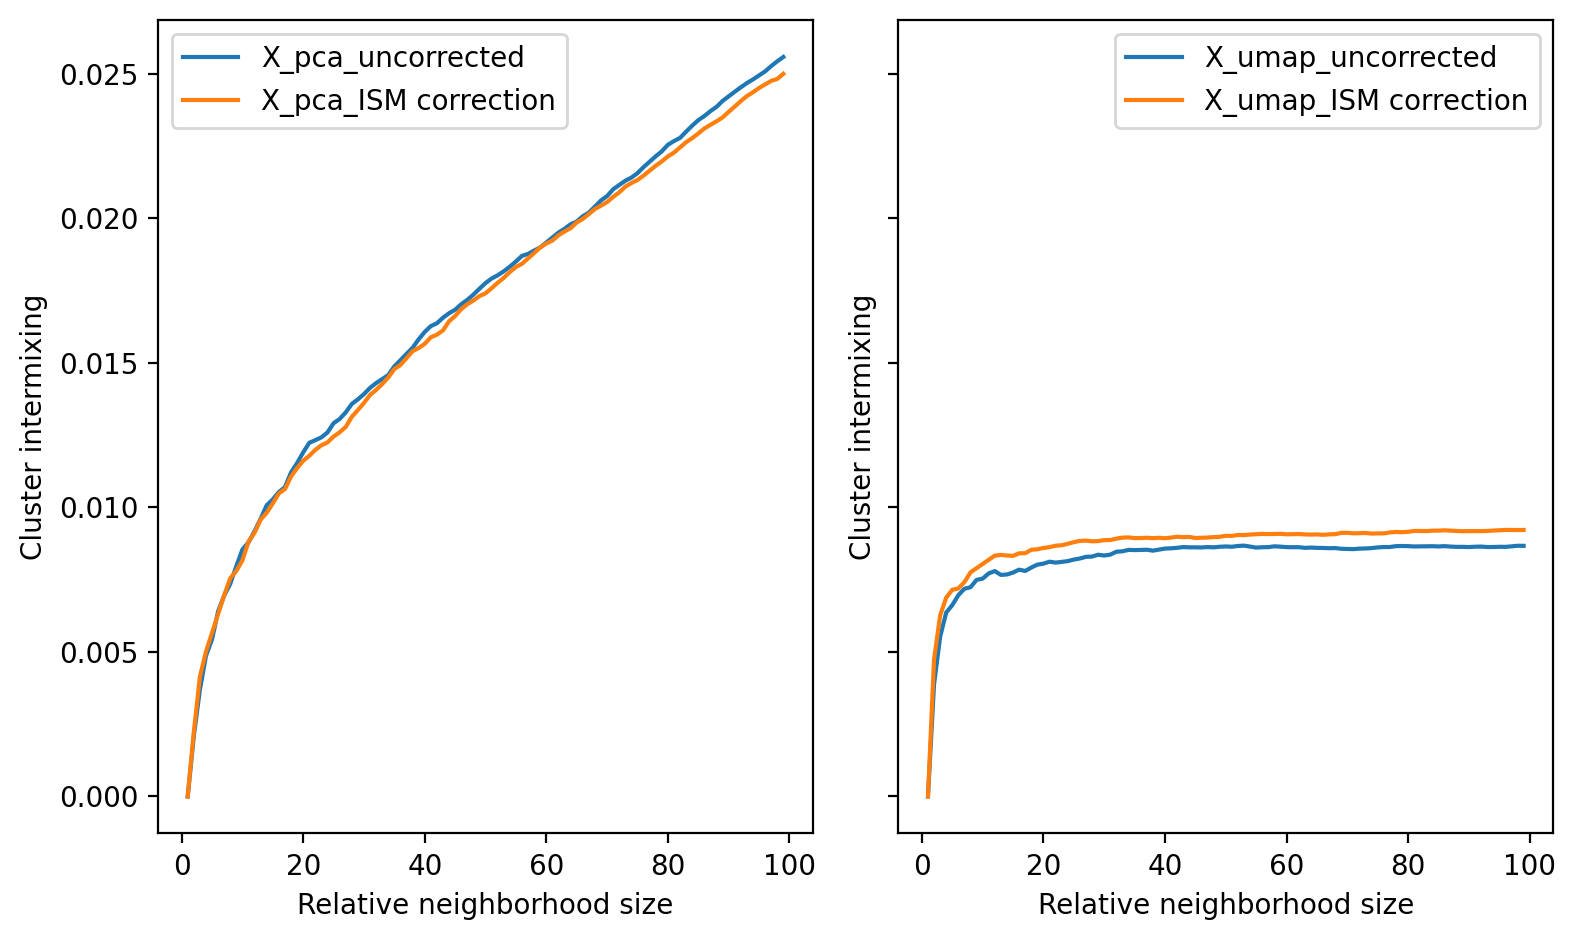 X_pca_uncorrected
X_pca_ISM correction
0.025
0.020
0.015
0.010
0.005
0.000
Cluster intermixing
0 20 40 60 80 100
Relative neighborhood size
X_umap_uncorrected
X_umap_ISM correction
Cluster intermixing
0 20 40 60 80 100
Relative neighborhood size